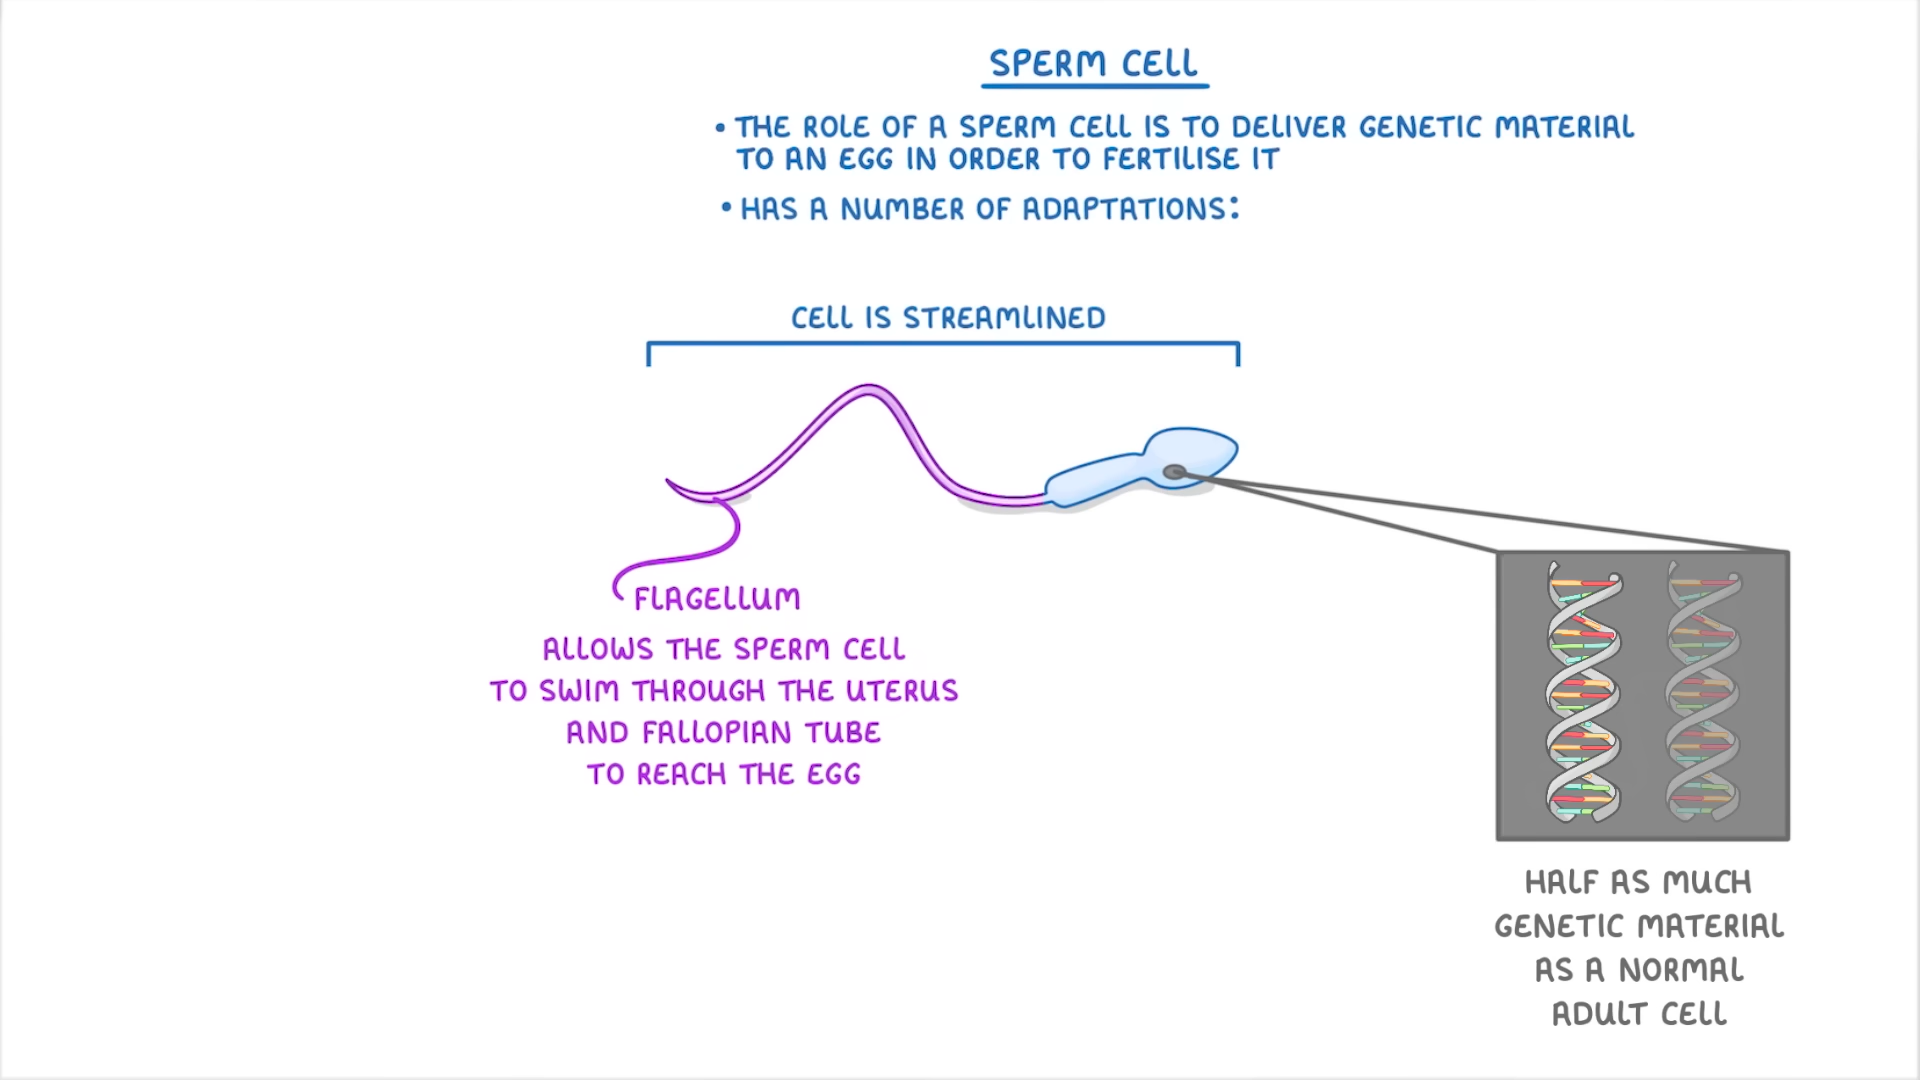 SPERM CELL
• THE ROLE OF A SPERM CELL IS TO DELIVER GENETIC MATERIAL
TO AN EGG IN ORDER TO FERTILISE IT
• HAS A NUMBER OF ADAPTATIONS:
CELL IS STREAMLINED
FLAGELLUM
ALLOWS THE SPERM CELL
TO SWIM THROUGH THE UTERUS
AND FALLOPIAN TUBE
TO REACH THE EGG
HALF AS MUCH
GENETIC MATERIAL
AS A NORMAL
ADULT CELL